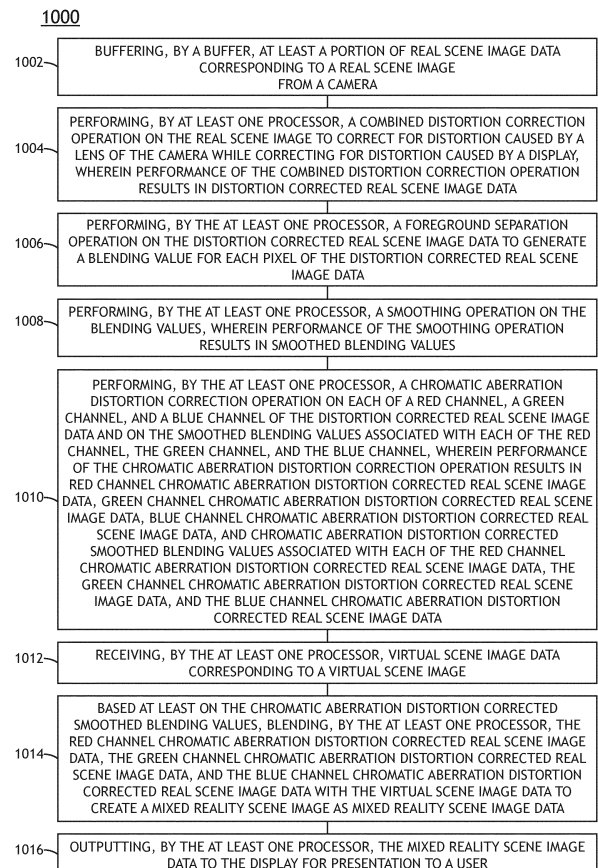 1000
1002
BUFFERING, BY A BUFFER, AT LEAST A PORTION OF REAL SCENE IMAGE DATA
CORRESPONDING TO A REAL SCENE IMAGE
FROM A CAMERA
1004
PERFORMING, BY AT LEAST ONE PROCESSOR, A COMBINED DISTORTION CORRECTION
OPERATION ON THE REAL SCENE IMAGE TO CORRECT FOR DISTORTION CAUSED BY A
LENS OF THE CAMERA WHILE CORRECTING FOR DISTORTION CAUSED BY A DISPLAY,
WHEREIN PERFORMANCE OF THE COMBINED DISTORTION CORRECTION OPERATION
RESULTS IN DISTORTION CORRECTED REAL SCENE IMAGE DATA
1006
PERFORMING, BY THE AT LEAST ONE PROCESSOR, A FOREGROUND SEPARATION
OPERATION ON THE DISTORTION CORRECTED REAL SCENE IMAGE DATA TO GENERATE
A BLENDING VALUE FOR EACH PIXEL OF THE DISTORTION CORRECTED REAL SCENE
IMAGE DATA
1008
PERFORMING, BY THE AT LEAST ONE PROCESSOR, A SMOOTHING OPERATION ON THE
BLENDING VALUES, WHEREIN PERFORMANCE OF THE SMOOTHING OPERATION
RESULTS IN SMOOTHED BLENDING VALUES
1010
PERFORMING, BY THE AT LEAST ONE PROCESSOR, A CHROMATIC ABERRATION
DISTORTION CORRECTION OPERATION ON EACH OF A RED CHANNEL, A GREEN
CHANNEL, AND A BLUE CHANNEL OF THE DISTORTION CORRECTED REAL SCENE IMAGE
DATA AND ON THE SMOOTHED BLENDING VALUES ASSOCIATED WITH EACH OF THE RED
CHANNEL, THE GREEN CHANNEL, AND THE BLUE CHANNEL, WHEREIN PERFORMANCE
OF THE CHROMATIC ABERRATION DISTORTION CORRECTION OPERATION RESULTS IN
RED CHANNEL CHROMATIC ABERRATION DISTORTION CORRECTED REAL SCENE IMAGE
DATA, GREEN CHANNEL CHROMATIC ABERRATION DISTORTION CORRECTED REAL SCENE
IMAGE DATA, BLUE CHANNEL CHROMATIC ABERRATION DISTORTION CORRECTED REAL
SCENE IMAGE DATA, AND CHROMATIC ABERRATION DISTORTION CORRECTED
SMOOTHED BLENDING VALUES ASSOCIATED WITH EACH OF THE RED CHANNEL
CHROMATIC ABERRATION DISTORTION CORRECTED REAL SCENE IMAGE DATA, THE
GREEN CHANNEL CHROMATIC ABERRATION DISTORTION CORRECTED REAL SCENE
IMAGE DATA, AND THE BLUE CHANNEL CHROMATIC ABERRATION DISTORTION
CORRECTED REAL SCENE IMAGE DATA
1012
RECEIVING, BY THE AT LEAST ONE PROCESSOR, VIRTUAL SCENE IMAGE DATA
CORRESPONDING TO A VIRTUAL SCENE IMAGE
1014
BASED AT LEAST ON THE CHROMATIC ABERRATION DISTORTION CORRECTED
SMOOTHED BLENDING VALUES, BLENDING, BY THE AT LEAST ONE PROCESSOR, THE
RED CHANNEL CHROMATIC ABERRATION DISTORTION CORRECTED REAL SCENE IMAGE
DATA, THE GREEN CHANNEL CHROMATIC ABERRATION DISTORTION CORRECTED REAL
SCENE IMAGE DATA, AND THE BLUE CHANNEL CHROMATIC ABERRATION DISTORTION
CORRECTED REAL SCENE IMAGE DATA WITH THE VIRTUAL SCENE IMAGE DATA TO
CREATE A MIXED REALITY SCENE IMAGE AS MIXED REALITY SCENE IMAGE DATA
1016
OUTPUTTING, BY THE AT LEAST ONE PROCESSOR, THE MIXED REALITY SCENE IMAGE
DATA TO THE DISPLAY FOR PRESENTATION TO A USER